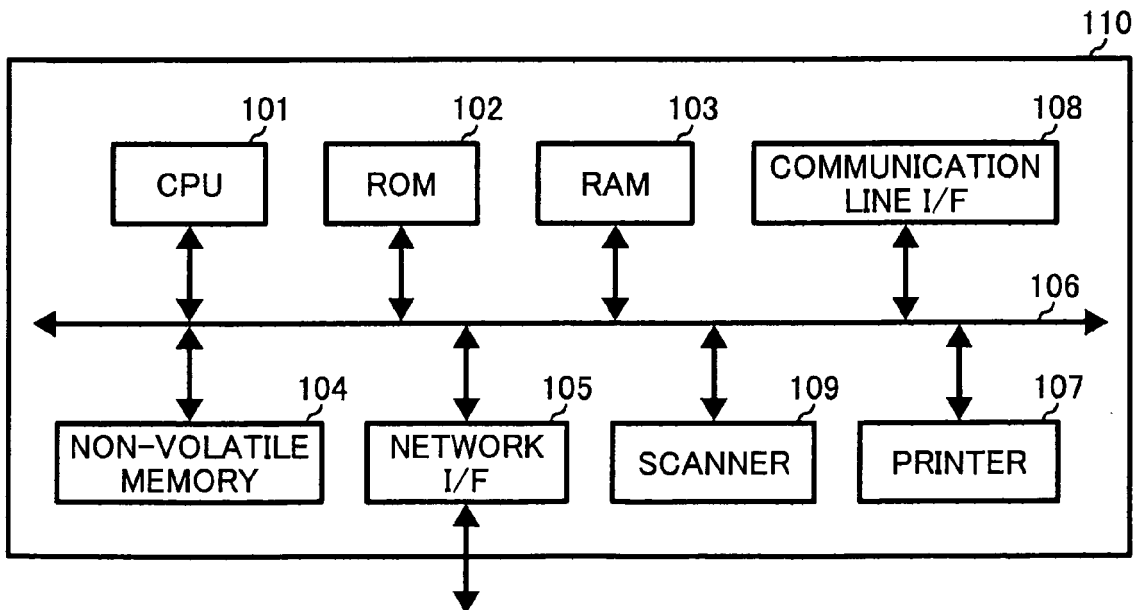 110
101
102
103
108
CPU
ROM
RAM
COMMUNICATION
LINE I/F
106
104
105
109
107
NON-VOLATILE
MEMORY
NETWORK
I/F
SCANNER
PRINTER